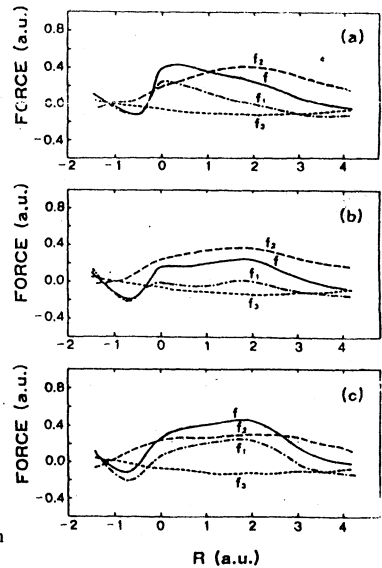 FORCE (a.u.)
0.8
0.4
0.0
-0.4
(a)
f₂
f
f₁
f₃
-2 -1 0 1 2 3 4
FORCE (a.u.)
0.8
0.4
0.0
-0.4
(b)
f₂
f
f₁
f₃
-2 -1 0 1 2 3 4
FORCE (a.u.)
0.8
0.4
0.0
-0.4
(c)
f
f₂
f₁
f₃
-2 -1 0 1 2 3 4
R (a.u.)